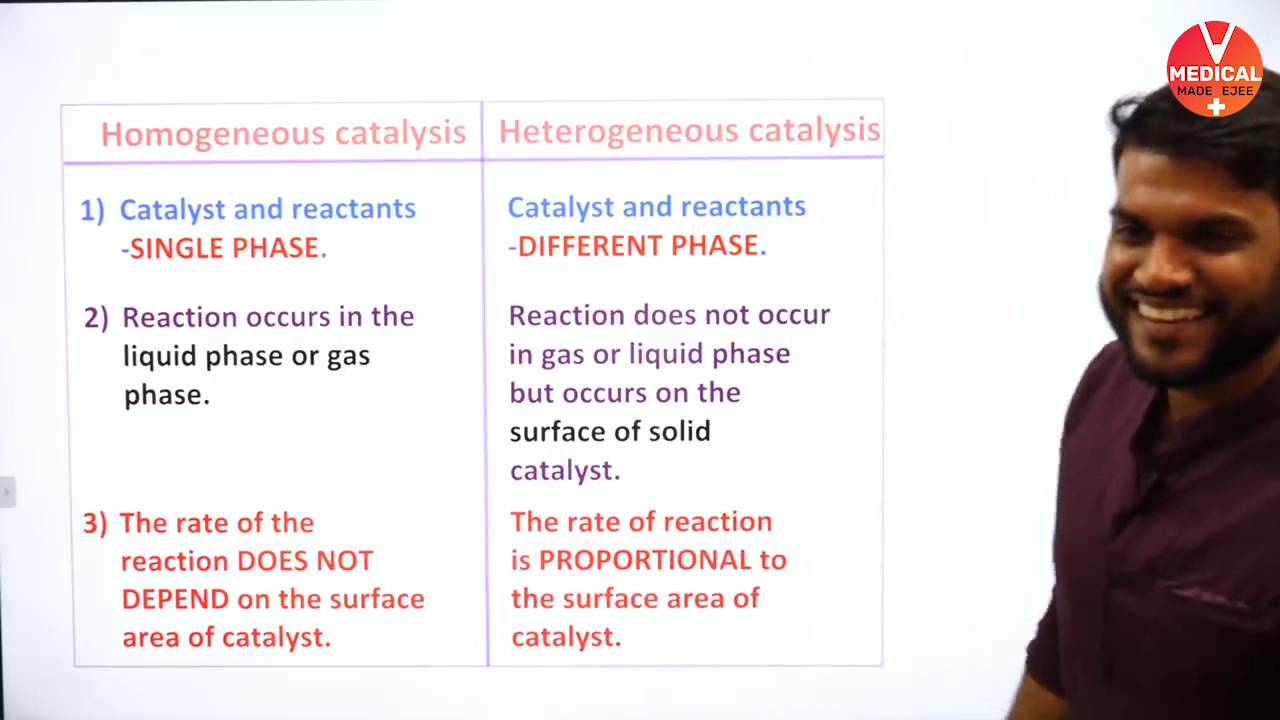 Homogeneous catalysis
Heterogeneous catalysis
1) Catalyst and reactants
-SINGLE PHASE.
Catalyst and reactants
-DIFFERENT PHASE.
2) Reaction occurs in the
liquid phase or gas
phase.
Reaction does not occur
in gas or liquid phase
but occurs on the
surface of solid
catalyst.
3) The rate of the
reaction DOES NOT
DEPEND on the surface
area of catalyst.
The rate of reaction
is PROPORTIONAL to
the surface area of
catalyst.
V
MEDICAL
MADE EJEE